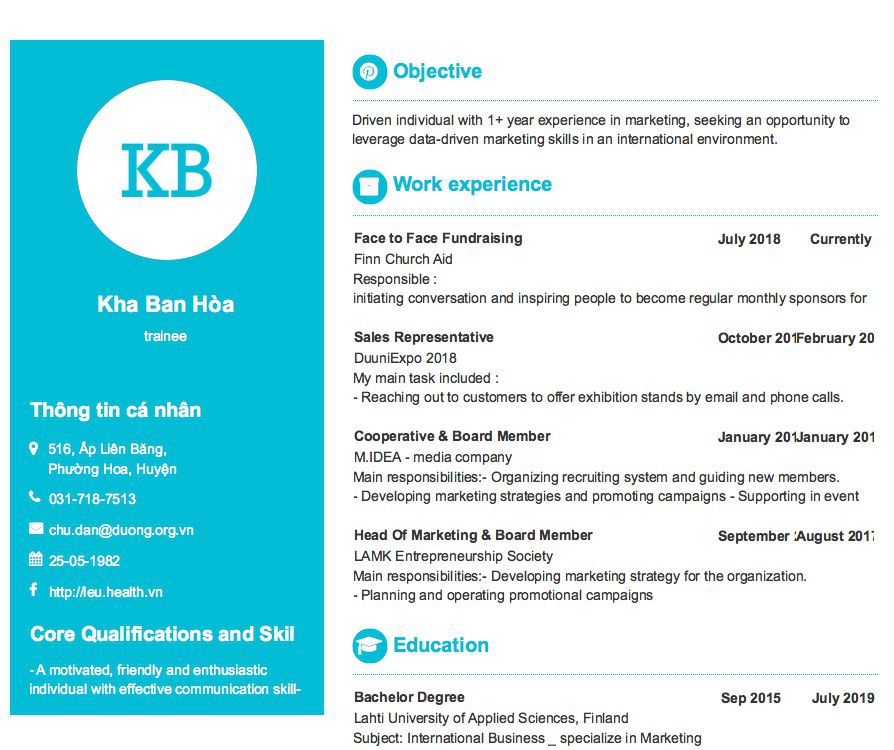 KB
Kha Ban Hòa
trainee
Thông tin cá nhân
516, Ấp Liên Băng,
Phường Hoa, Huyện
031-718-7513
chu.dan@duong.org.vn
25-05-1982
http://leu.health.vn
Core Qualifications and Skil
- A motivated, friendly and enthusiastic
individual with effective communication skill-
Objective
Driven individual with 1+ year experience in marketing, seeking an opportunity to
leverage data-driven marketing skills in an international environment.
Work experience
Face to Face Fundraising July 2018 Currently
Finn Church Aid
Responsible :
initiating conversation and inspiring people to become regular monthly sponsors for
Sales Representative October 201 February 20
DuuniExpo 2018
My main task included :
- Reaching out to customers to offer exhibition stands by email and phone calls.
Cooperative & Board Member January 201 January 201
M.IDEA - media company
Main responsibilities:- Organizing recruiting system and guiding new members.
- Developing marketing strategies and promoting campaigns - Supporting in event
Head Of Marketing & Board Member September August 2017
LAMK Entrepreneurship Society
Main responsibilities:- Developing marketing strategy for the organization.
- Planning and operating promotional campaigns
Education
Bachelor Degree Sep 2015 July 2019
Lahti University of Applied Sciences, Finland
Subject: International Business _ specialize in Marketing